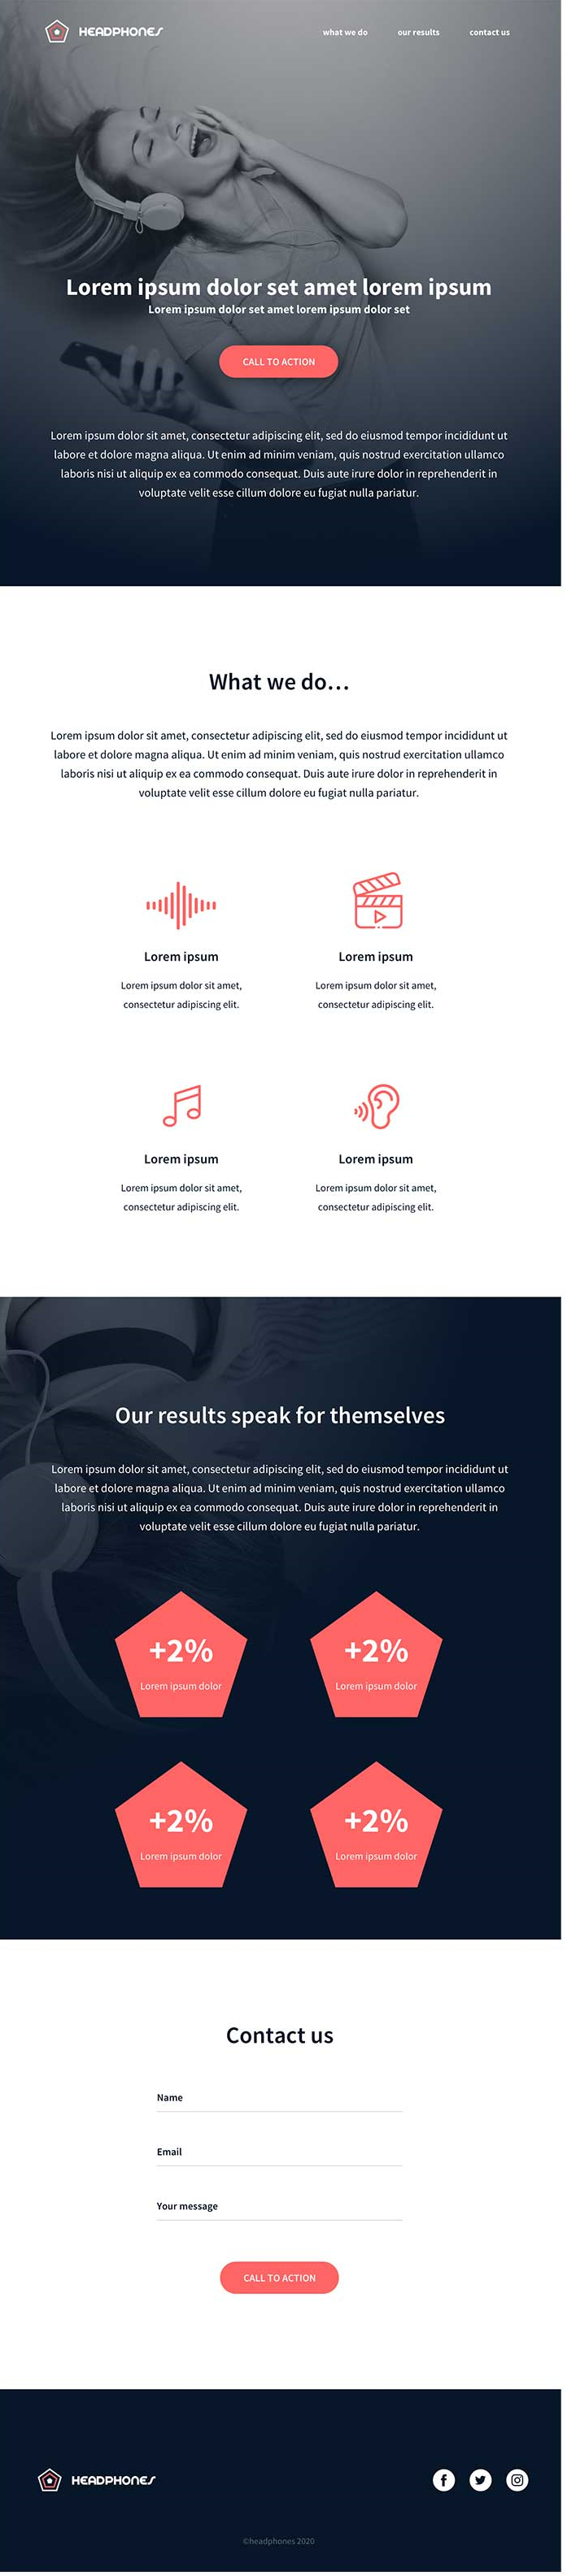 HEADPHONES
what we do our results contact us
Lorem ipsum dolor set amet lorem ipsum
Lorem ipsum dolor set amet lorem ipsum dolor set
CALL TO ACTION
Lorem ipsum dolor sit amet, consectetur adipiscing elit, sed do eiusmod tempor incididunt ut
labore et dolore magna aliqua. Ut enim ad minim veniam, quis nostrud exercitation ullamco
laboris nisi ut aliquip ex ea commodo consequat. Duis aute irure dolor in reprehenderit in
voluptate velit esse cillum dolore eu fugiat nulla pariatur.
What we do...
Lorem ipsum dolor sit amet, consectetur adipiscing elit, sed do eiusmod tempor incididunt ut
labore et dolore magna aliqua. Ut enim ad minim veniam, quis nostrud exercitation ullamco
laboris nisi ut aliquip ex ea commodo consequat. Duis aute irure dolor in reprehenderit in
voluptate velit esse cillum dolore eu fugiat nulla pariatur.
Lorem ipsum
Lorem ipsum dolor sit amet,
consectetur adipiscing elit.
Lorem ipsum
Lorem ipsum dolor sit amet,
consectetur adipiscing elit.
Lorem ipsum
Lorem ipsum dolor sit amet,
consectetur adipiscing elit.
Lorem ipsum
Lorem ipsum dolor sit amet,
consectetur adipiscing elit.
Our results speak for themselves
Lorem ipsum dolor sit amet, consectetur adipiscing elit, sed do eiusmod tempor incididunt ut
labore et dolore magna aliqua. Ut enim ad minim veniam, quis nostrud exercitation ullamco
laboris nisi ut aliquip ex ea commodo consequat. Duis aute irure dolor in reprehenderit in
voluptate velit esse cillum dolore eu fugiat nulla pariatur.
+2%
Lorem ipsum dolor
+2%
Lorem ipsum dolor
+2%
Lorem ipsum dolor
+2%
Lorem ipsum dolor
Contact us
Name
Email
Your message
CALL TO ACTION
HEADPHONES
©headphones 2020